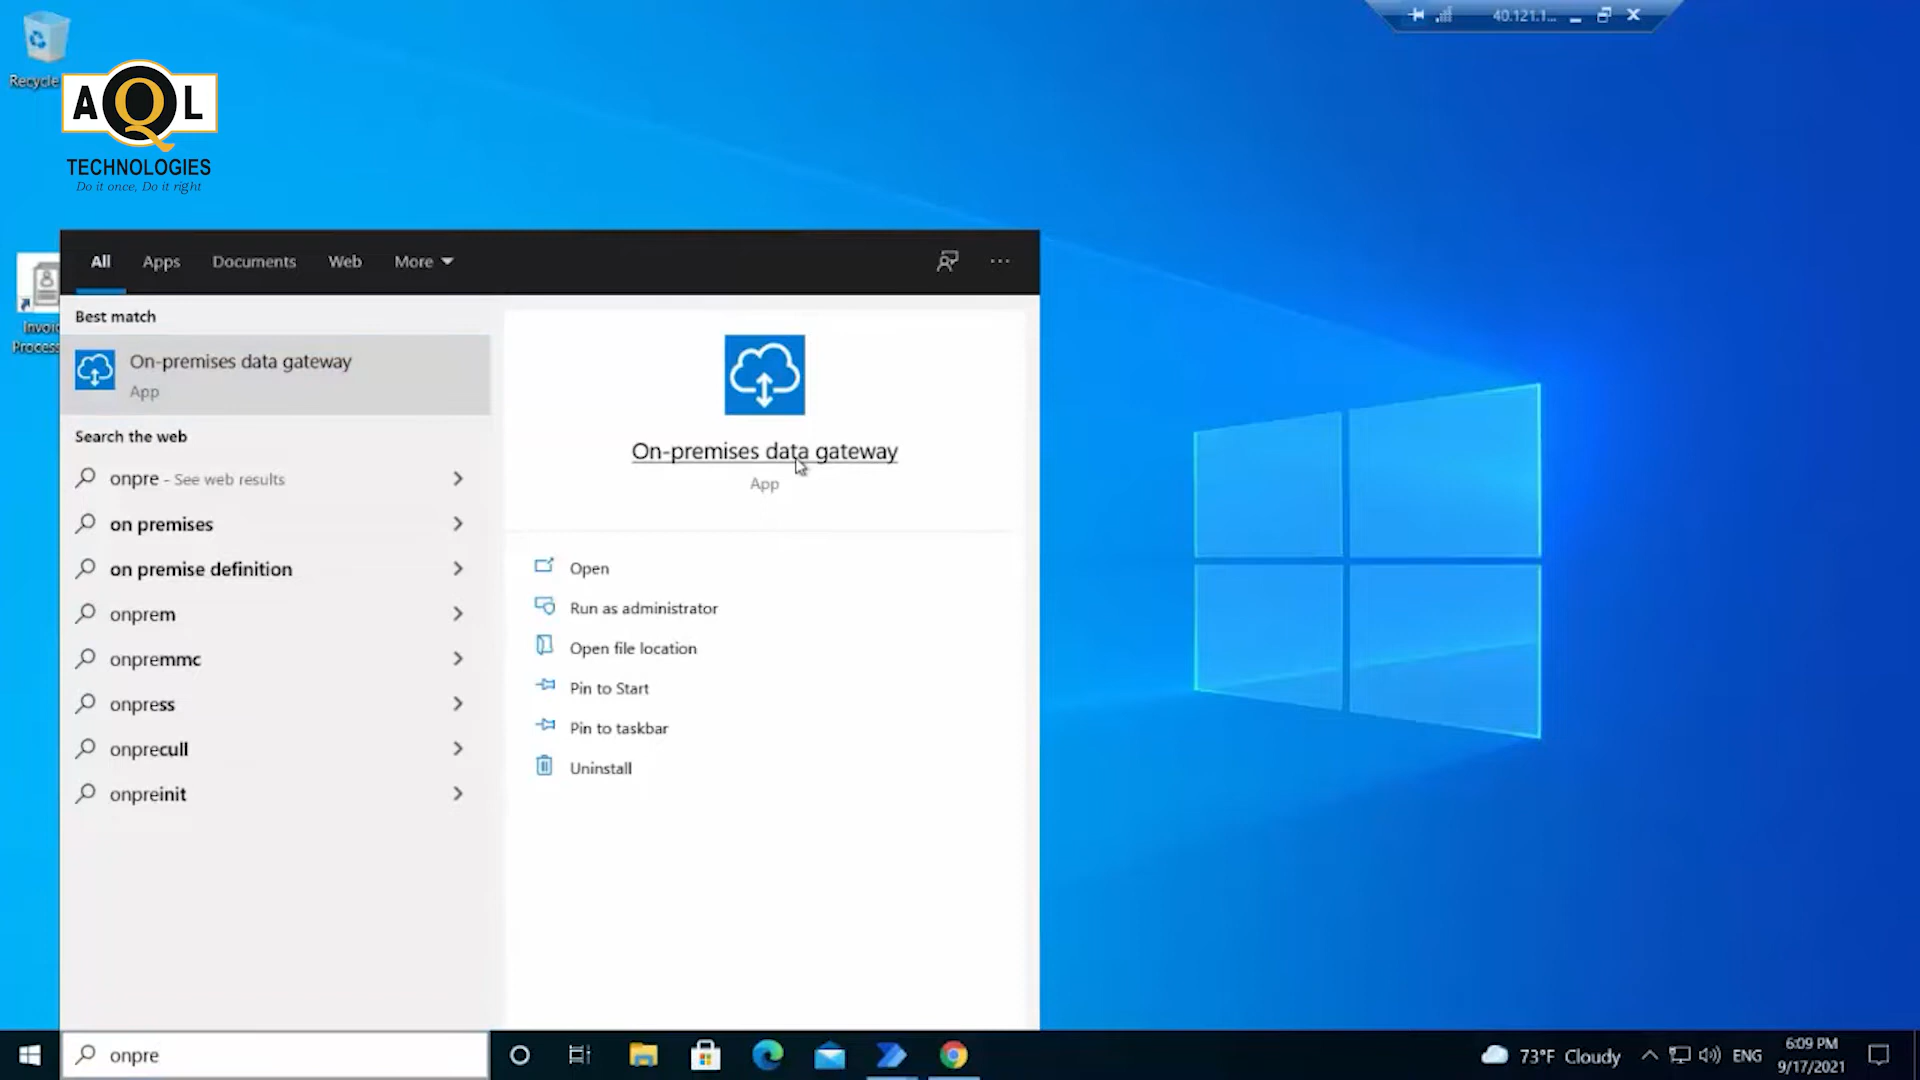 40.121.1...
Recycle
AQL
TECHNOLOGIES
Do it once, Do it right
All
Apps
Documents
Web
More
Best match
On-premises data gateway
App
Search the web
onpre - See web results
on premises
on premise definition
onprem
onpremmc
onpress
onprecull
onpreinit
On-premises data gateway
App
Open
Run as administrator
Open file location
Pin to Start
Pin to taskbar
Uninstall
Invoic
Process
onpre
73°F Cloudy
ENG
6:09 PM
9/17/2021